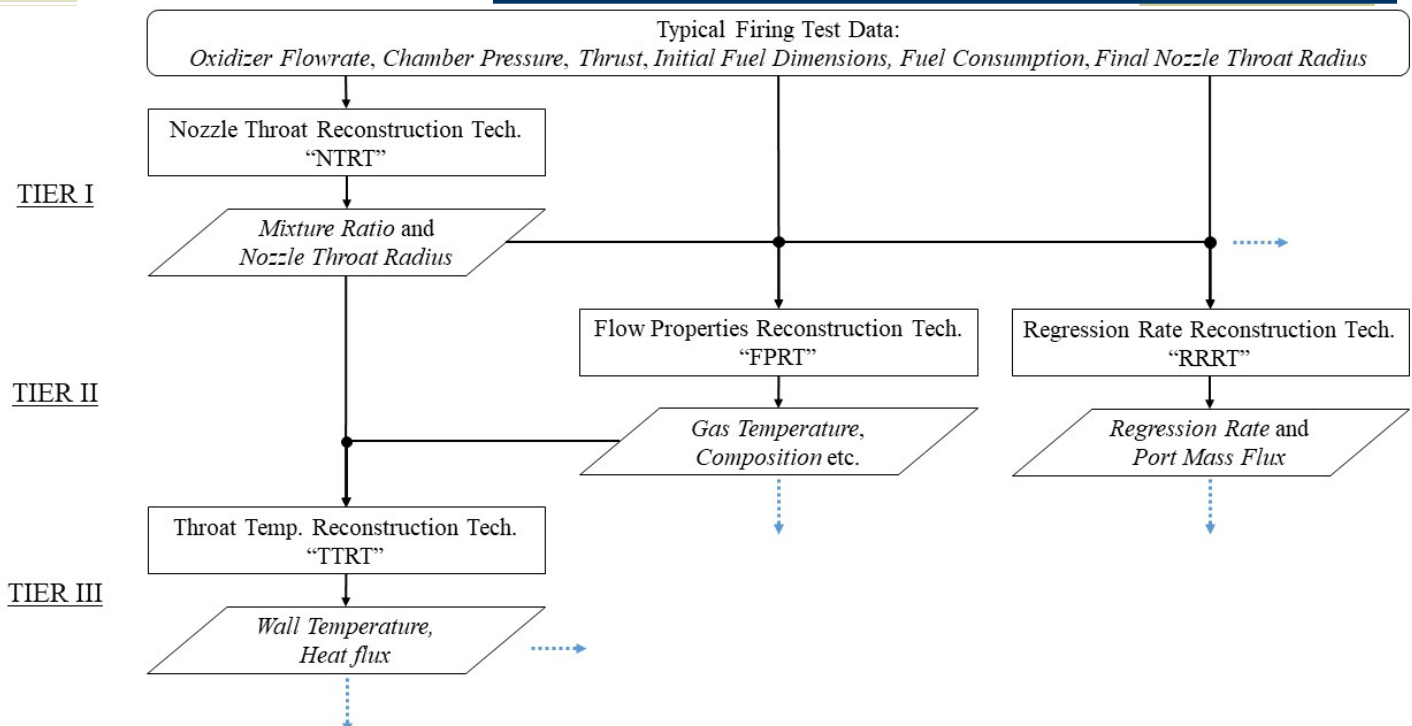 Typical Firing Test Data:
Oxidizer Flowrate, Chamber Pressure, Thrust, Initial Fuel Dimensions, Fuel Consumption, Final Nozzle Throat Radius
Nozzle Throat Reconstruction Tech.
“NTRT”
TIER I
Mixture Ratio and
Nozzle Throat Radius
Flow Properties Reconstruction Tech.
“FPRT”
Regression Rate Reconstruction Tech.
“RRRT”
TIER II
Gas Temperature,
Composition etc.
Regression Rate and
Port Mass Flux
Throat Temp. Reconstruction Tech.
“TTRT”
TIER III
Wall Temperature,
Heat flux